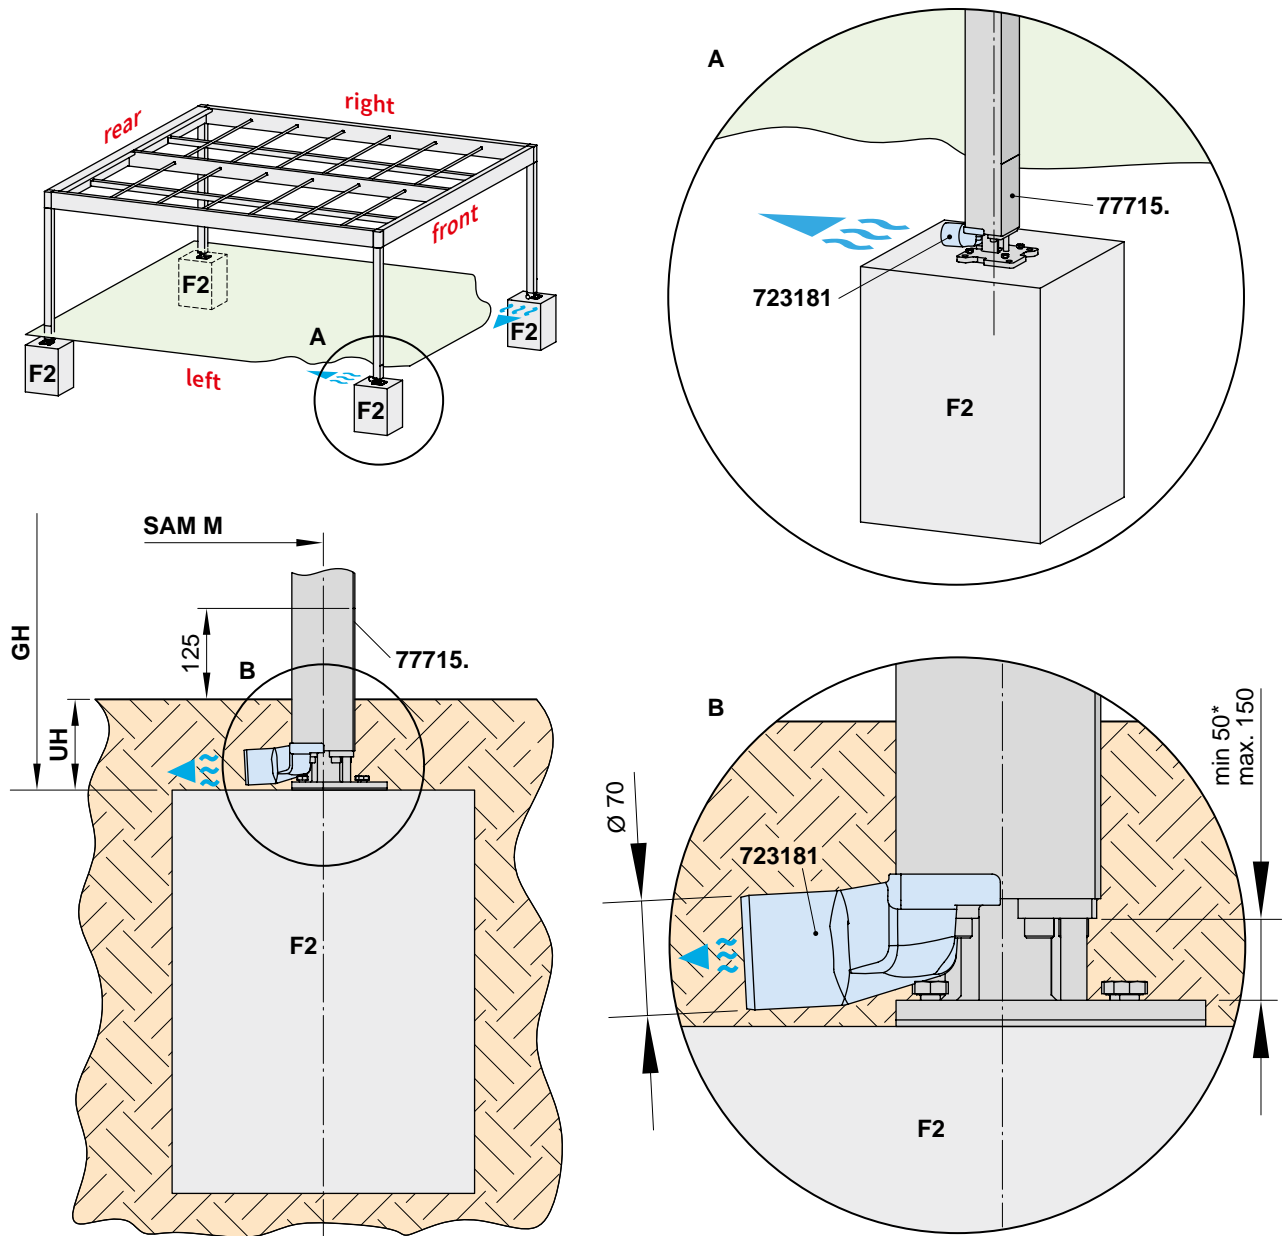 rear
right
front
left
F2
F2
F2
F2
A
A
77715.
723181
F2
SAM M
GH
125
UH
B
77715.
F2
B
Ø 70
723181
min 50*
max. 150
F2